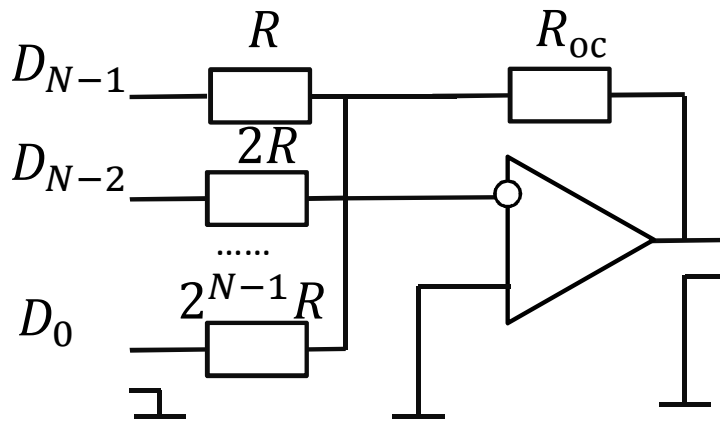 R
R_oc
D_{N−1}
2R
D_{N−2}
……
2^{N−1}R
D_0